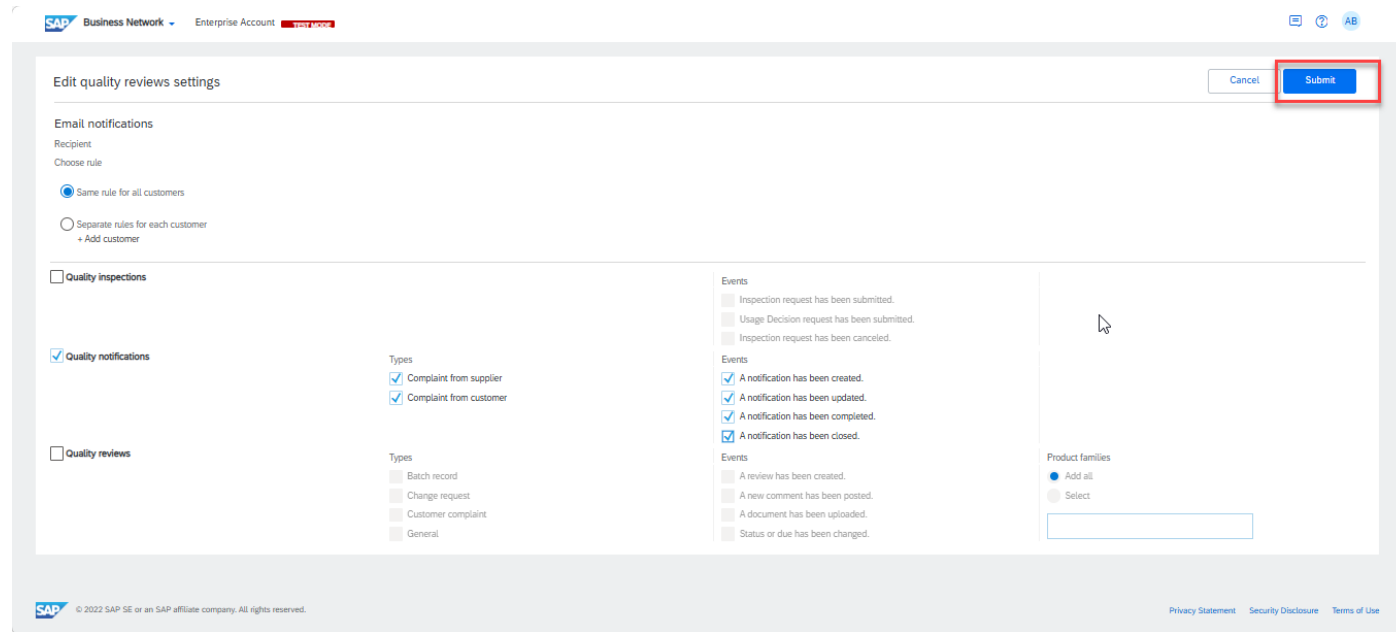 SAP Business Network Enterprise Account TEST MODE AB
Edit quality reviews settings Cancel Submit
Email notifications
Recipient
Choose rule
Same rule for all customers
Separate rules for each customer
+ Add customer
Quality inspections
Events
Inspection request has been submitted.
Usage Decision request has been submitted.
Inspection request has been canceled.
Quality notifications
Types
Complaint from supplier
Complaint from customer
Events
A notification has been created.
A notification has been updated.
A notification has been completed.
A notification has been closed.
Quality reviews
Types
Batch record
Change request
Customer complaint
General
Events
A review has been created.
A new comment has been posted.
A document has been uploaded.
Status or due has been changed.
Product families
Add all
Select
SAP © 2022 SAP SE or an SAP affiliate company. All rights reserved. Privacy Statement Security Disclosure Terms of Use